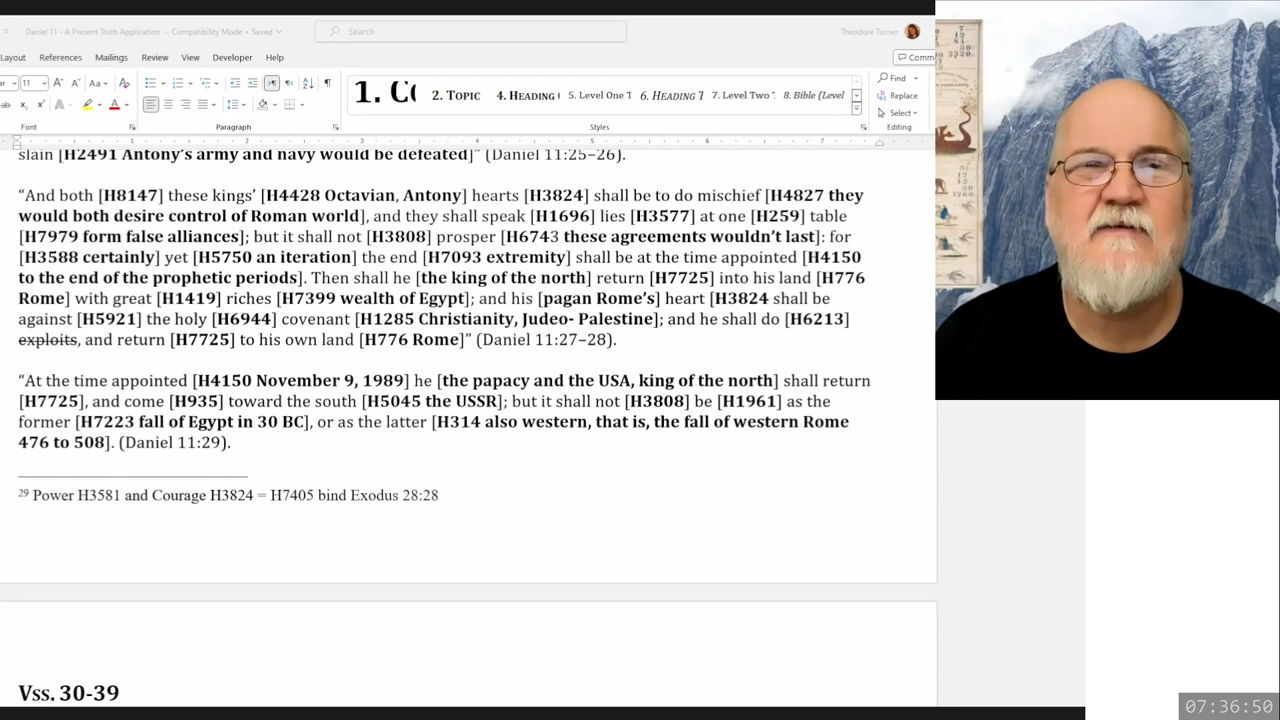 Daniel 11 - A Present Truth Application - Compatibility Mode • Saved
Search
Theodore Turner
Layout References Mailings Review View Developer Help
Comm
11
Aa
1. Co
2. Topic
4. Heading
5. Level One T
6. Heading T
7. Level Two
8. Bible (Level
Find
Replace
Select
Font
Paragraph
Styles
Editing
slain [H2491 Antony's army and navy would be defeated]” (Daniel 11:25–26).
“And both [H8147] these kings’ [H4428 Octavian, Antony] hearts [H3824] shall be to do mischief [H4827 they
would both desire control of Roman world], and they shall speak [H1696] lies [H3577] at one [H259] table
[H7979 form false alliances]; but it shall not [H3808] prosper [H6743 these agreements wouldn’t last]: for
[H3588 certainly] yet [H5750 an iteration] the end [H7093 extremity] shall be at the time appointed [H4150
to the end of the prophetic periods]. Then shall he [the king of the north] return [H7725] into his land [H776
Rome] with great [H1419] riches [H7399 wealth of Egypt]; and his [pagan Rome’s] heart [H3824 shall be
against [H5921] the holy [H6944] covenant [H1285 Christianity, Judeo- Palestine]; and he shall do [H6213]
exploits, and return [H7725] to his own land [H776 Rome]” (Daniel 11:27–28).
“At the time appointed [H4150 November 9, 1989] he [the papacy and the USA, king of the north] shall return
[H7725], and come [H935] toward the south [H5045 the USSR]; but it shall not [H3808] be [H1961] as the
former [H7223 fall of Egypt in 30 BC], or as the latter [H314 also western, that is, the fall of western Rome
476 to 508]. (Daniel 11:29).
29 Power H3581 and Courage H3824 = H7405 bind Exodus 28:28
Vss. 30-39
07:36:50